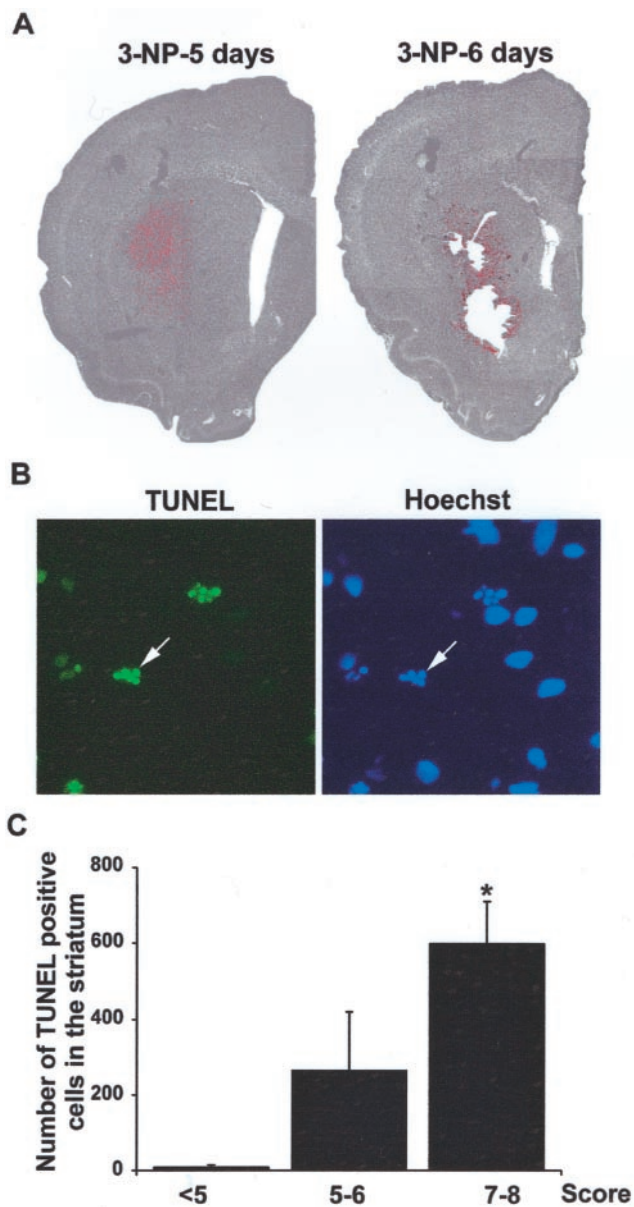 A
3-NP-5 days 3-NP-6 days
B
TUNEL Hoechst
C
Number of TUNEL positive
cells in the striatum
800
600
400
200
0
*
<5 5-6 7-8 Score